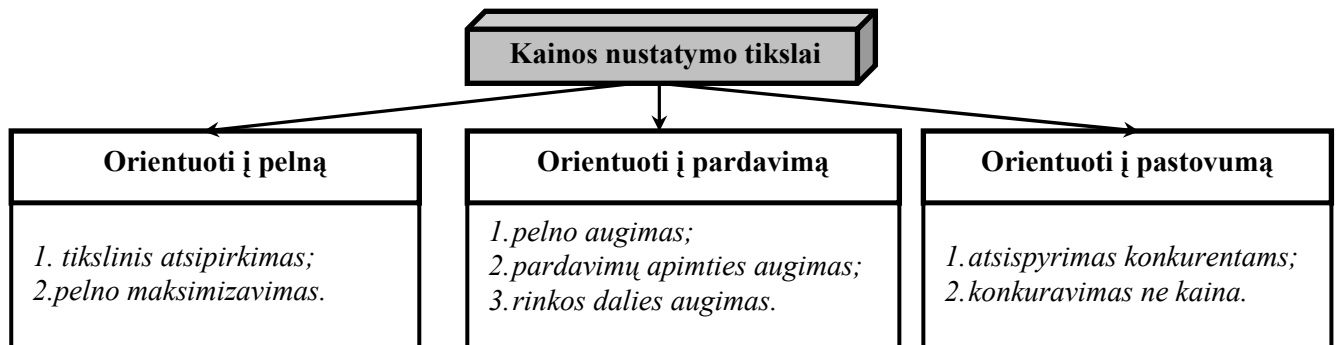 Kainos nustatymo tikslai
Orientuoti į pelną
1. tikslinis atsipirkimas;
2.pelno maksimizavimas.
Orientuoti į pardavimą
1.pelno augimas;
2.pardavimų apimties augimas;
3.rinkos dalies augimas.
Orientuoti į pastovumą
1.atsispyrimas konkurentams;
2.konkuravimas ne kaina.